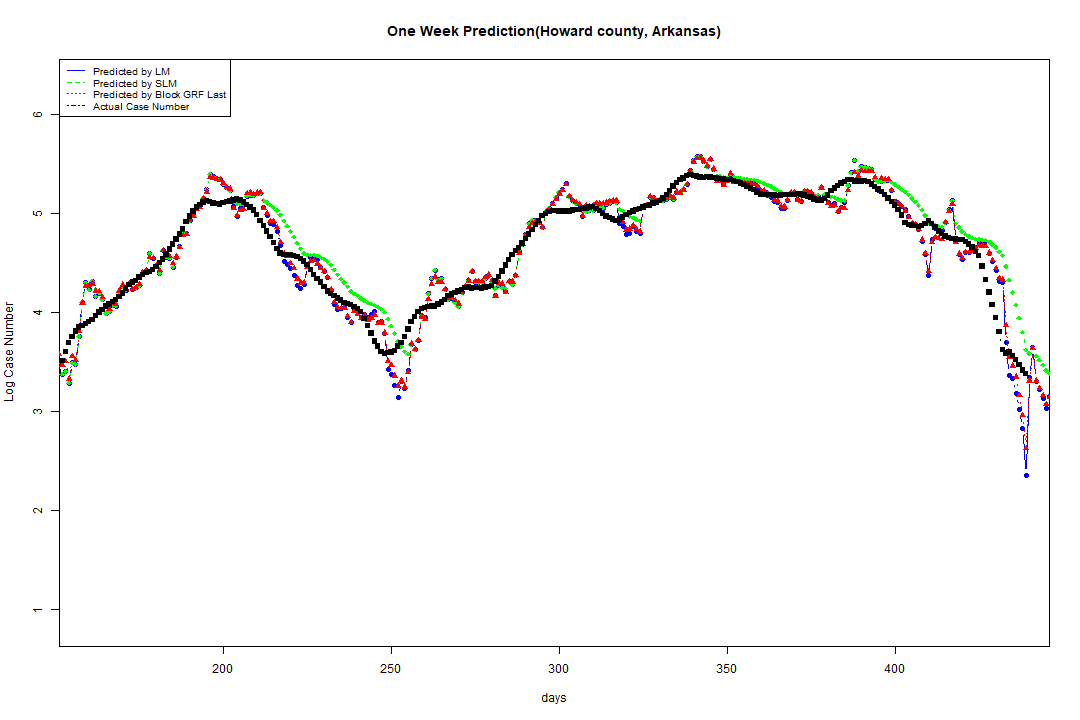 One Week Prediction(Howard county, Arkansas)
Predicted by LM
Predicted by SLM
Predicted by Block GRF Last
Actual Case Number
6
5
4
3
2
1
Log Case Number
200 250 300 350 400
days